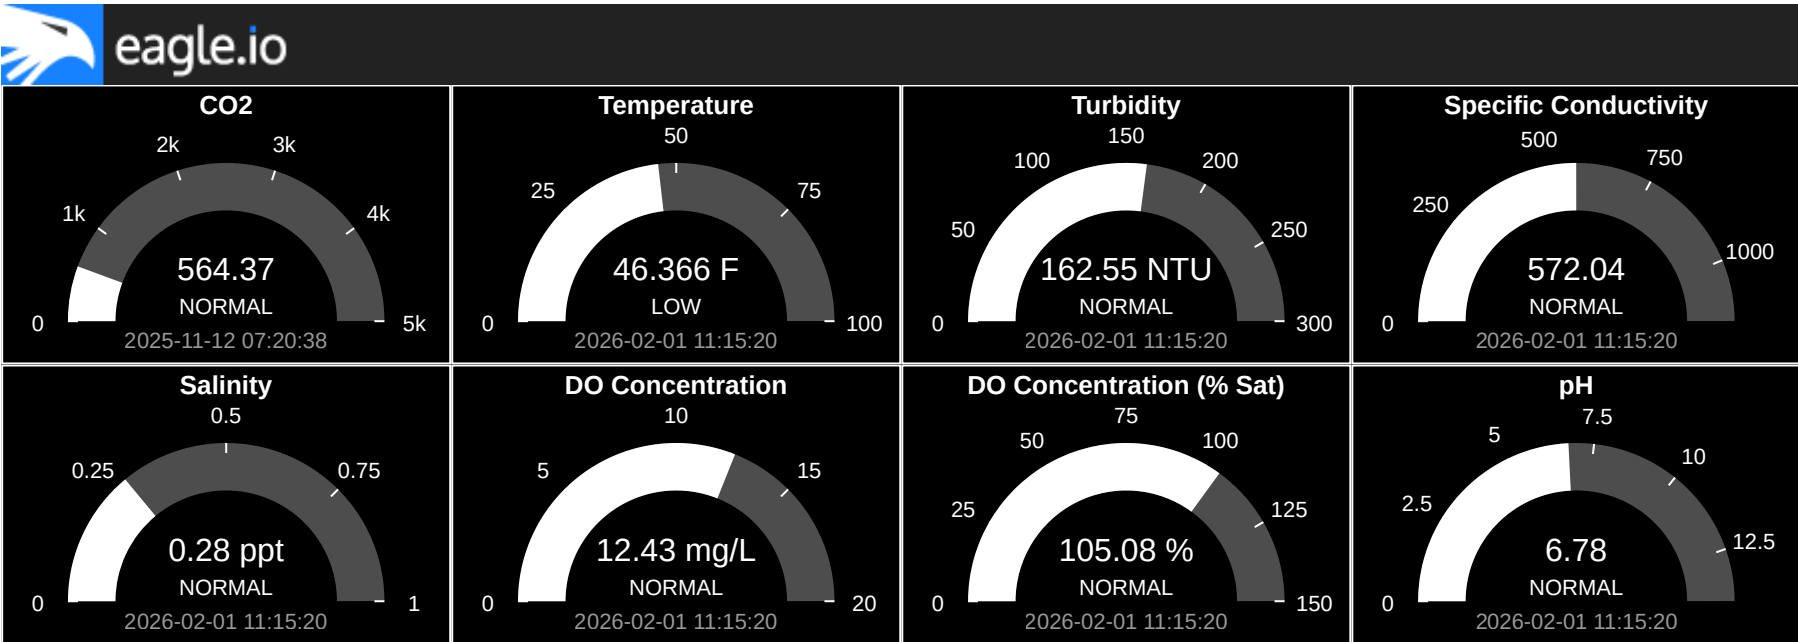 eagle.io
CO2
2k 3k
1k 4k
564.37
NORMAL
0 5k
2025-11-12 07:20:38
Temperature
50
25 75
46.366 F
LOW
0 100
2026-02-01 11:15:20
Turbidity
150
100 200
50 250
162.55 NTU
NORMAL
0 300
2026-02-01 11:15:20
Specific Conductivity
500 750
250 1000
572.04
NORMAL
0
2026-02-01 11:15:20
Salinity
0.5
0.25 0.75
0.28 ppt
NORMAL
0 1
2026-02-01 11:15:20
DO Concentration
10
5 15
12.43 mg/L
NORMAL
0 20
2026-02-01 11:15:20
DO Concentration (% Sat)
75
50 100
25 125
105.08 %
NORMAL
0 150
2026-02-01 11:15:20
pH
7.5
5 10
2.5 12.5
6.78
NORMAL
0
2026-02-01 11:15:20